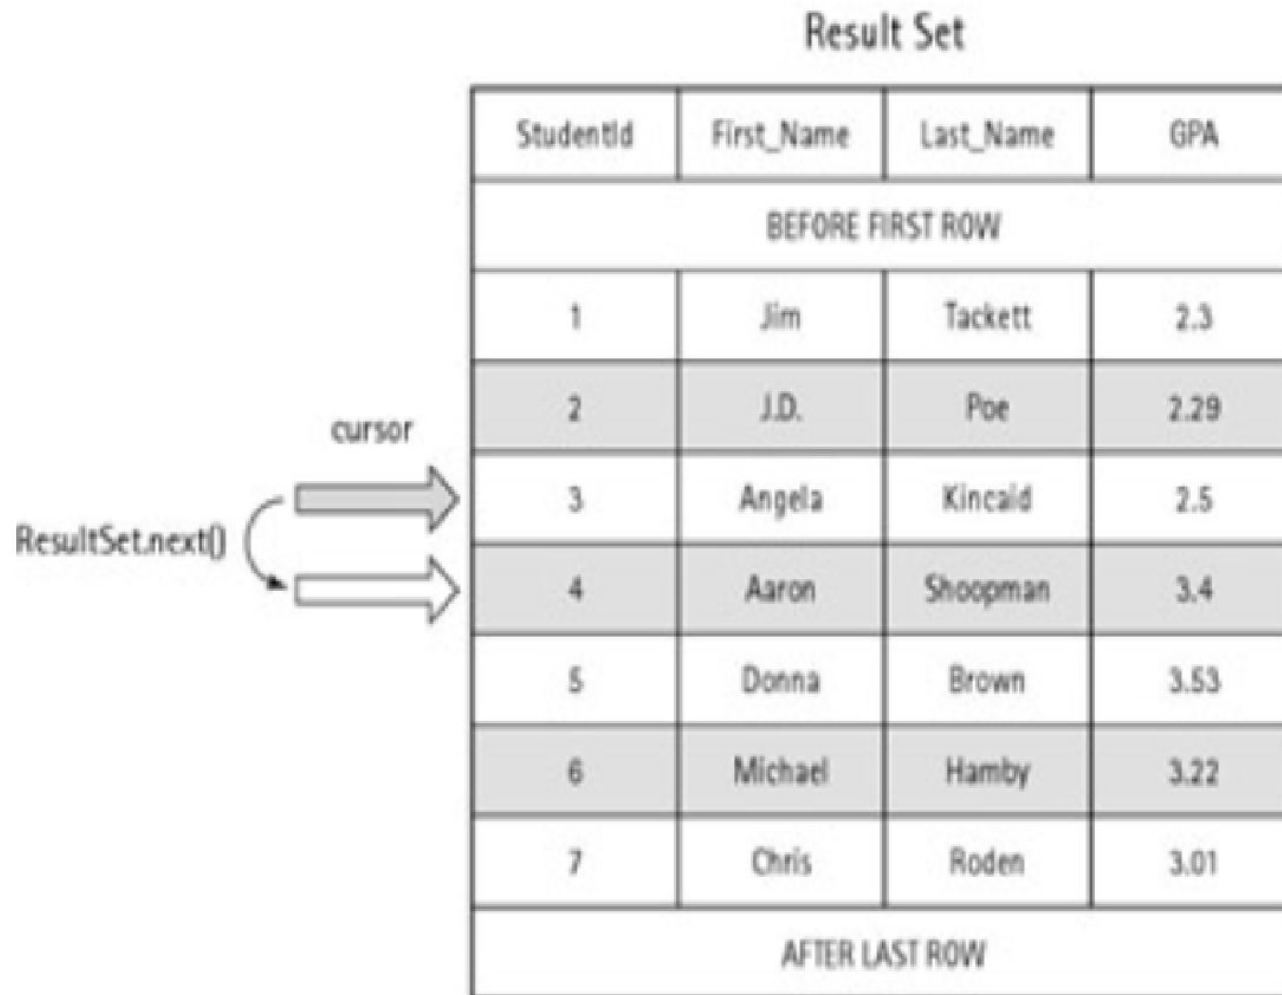 Result Set
StudentId First_Name Last_Name GPA
BEFORE FIRST ROW
1 Jim Tackett 2.3
2 J.D. Poe 2.29
cursor
3 Angela Kincaid 2.5
ResultSet.next()
4 Aaron Shoopman 3.4
5 Donna Brown 3.53
6 Michael Hamby 3.22
7 Chris Roden 3.01
AFTER LAST ROW